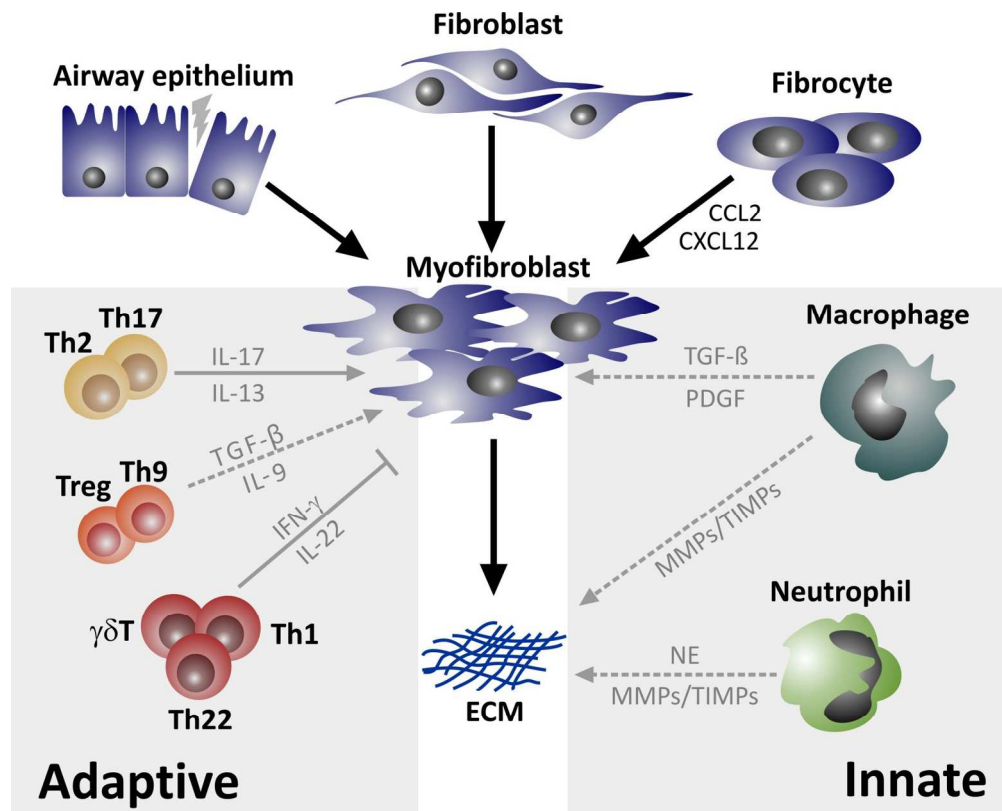 Fibroblast
Airway epithelium
Fibrocyte
CCL2
CXCL12
Myofibroblast
Th17
Th2
IL-17
IL-13
TGF-β
IL-9
Th9
Treg
IFN-γ
IL-22
γδT
Th1
Th22
Adaptive
ECM
Macrophage
TGF-ß
PDGF
MMPs/TIMPs
Neutrophil
NE
MMPs/TIMPs
Innate